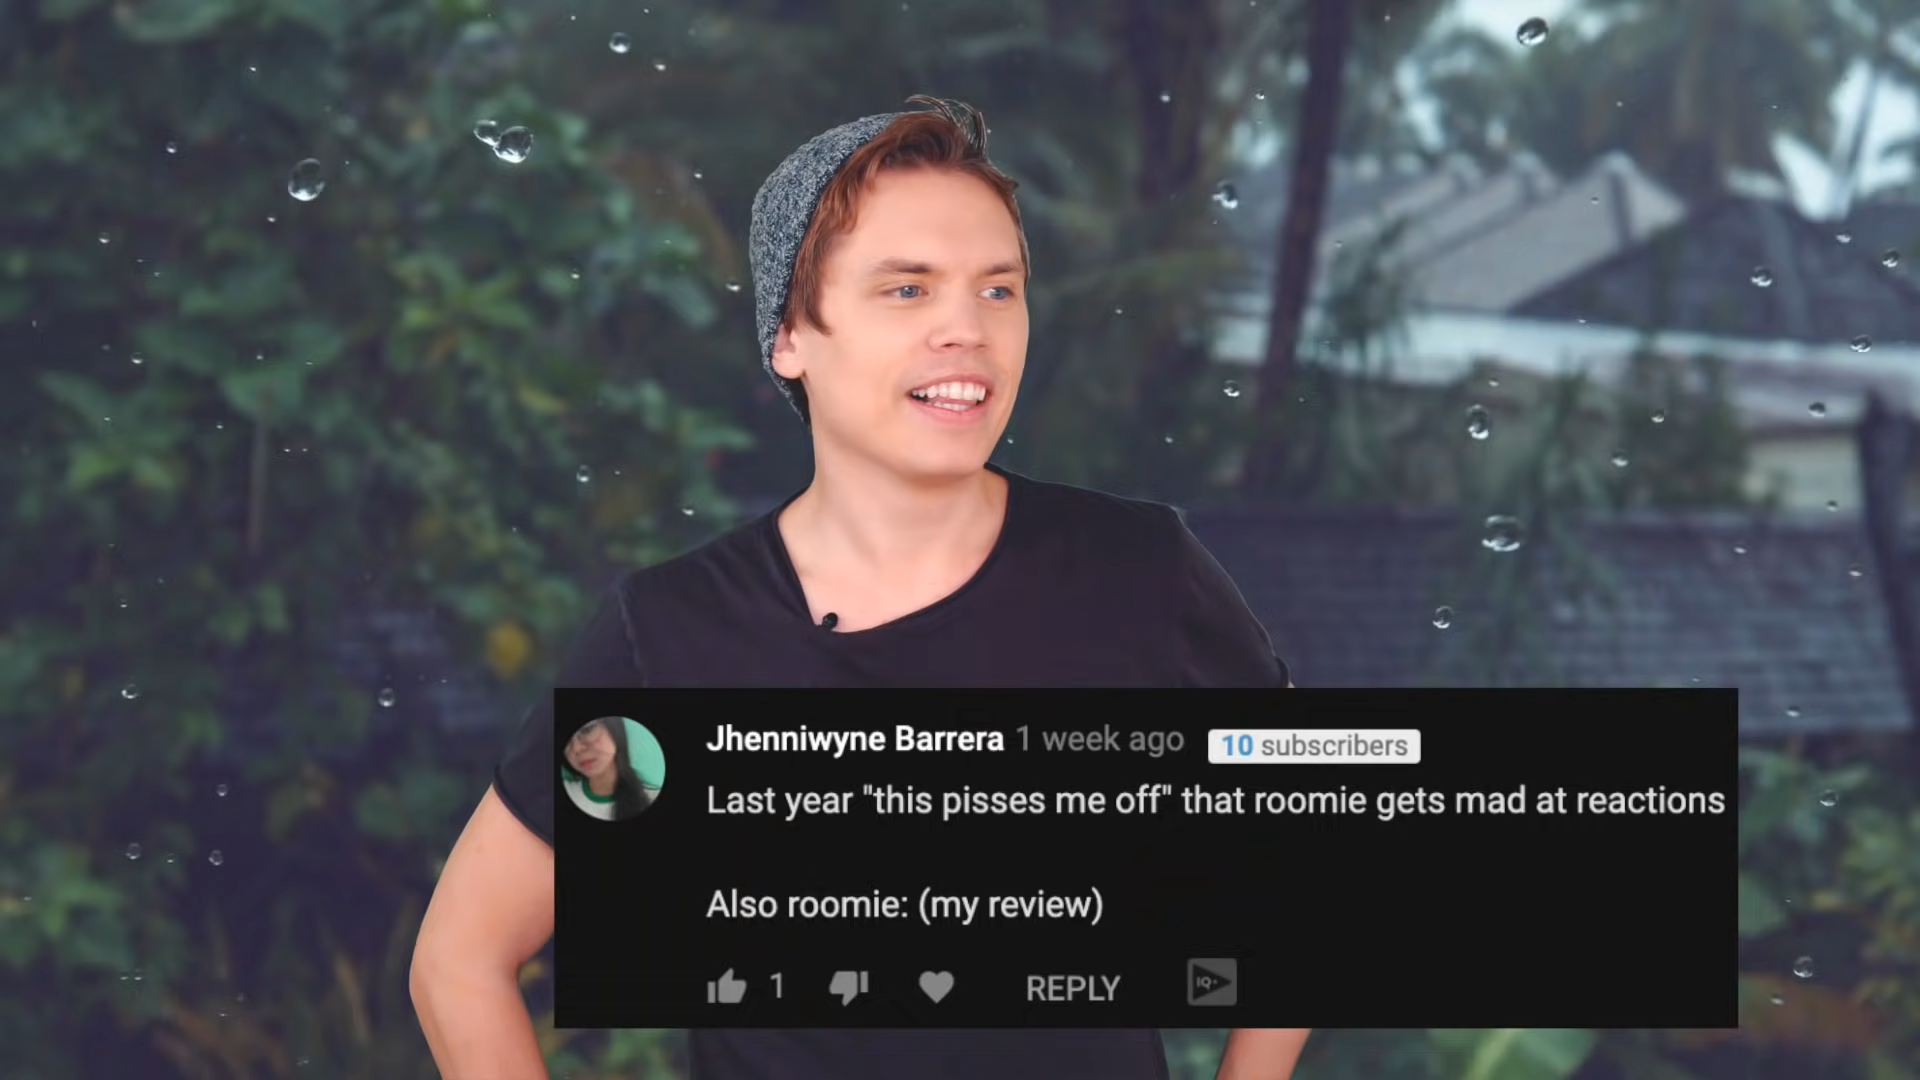 Jhenniwyne Barrera 1 week ago 10 subscribers
Last year "this pisses me off" that roomie gets mad at reactions
Also roomie: (my review)
1 REPLY IQ